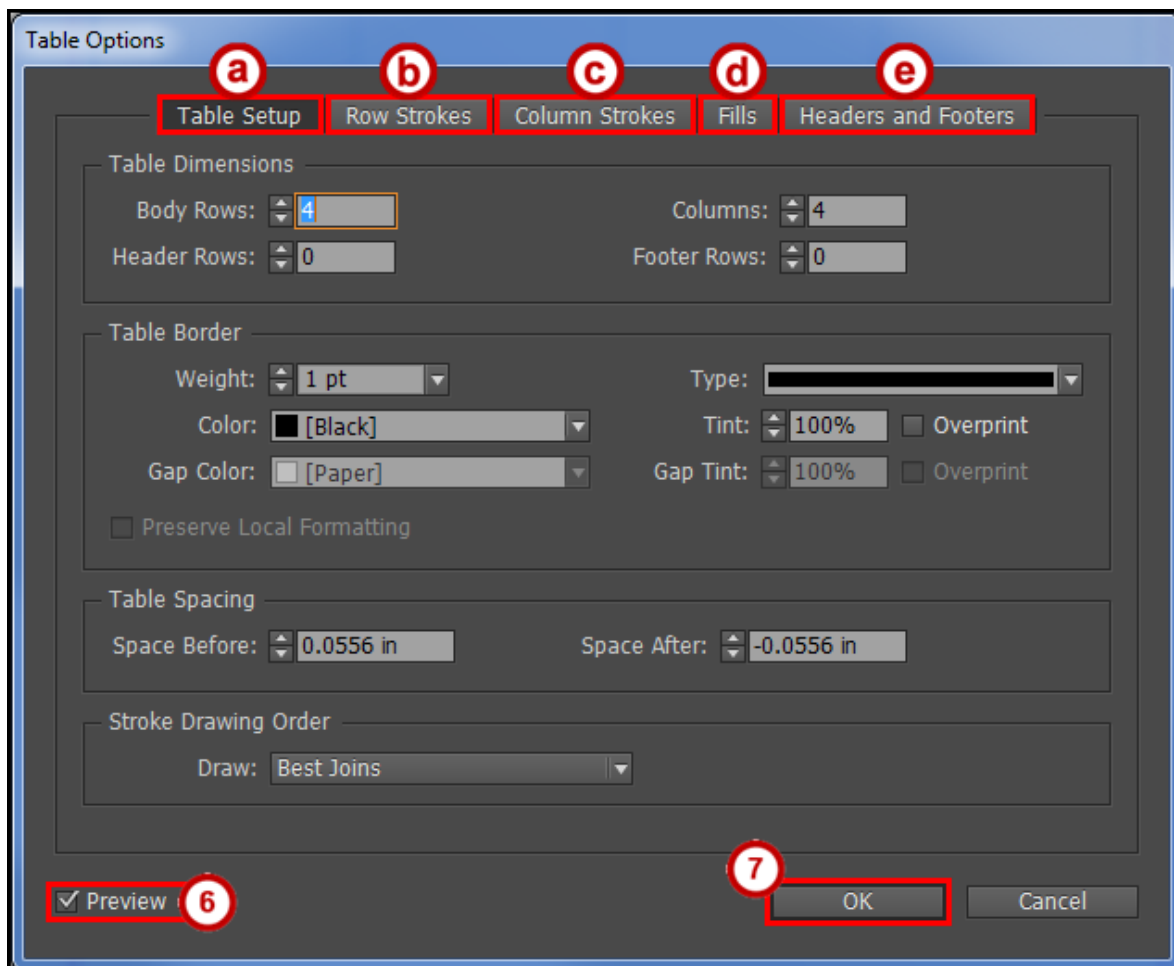 Table Options
a b c d e
Table Setup Row Strokes Column Strokes Fills Headers and Footers
Table Dimensions
Body Rows: 4 Columns: 4
Header Rows: 0 Footer Rows: 0
Table Border
Weight: 1 pt Type:
Color: [Black] Tint: 100% Overprint
Gap Color: [Paper] Gap Tint: 100% Overprint
Preserve Local Formatting
Table Spacing
Space Before: 0.0556 in Space After: -0.0556 in
Stroke Drawing Order
Draw: Best Joins
7
Preview 6 OK Cancel